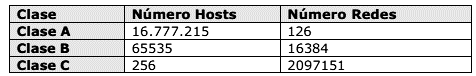 Clase Número Hosts Número Redes
Clase A 16.777.215 126
Clase B 65535 16384
Clase C 256 2097151